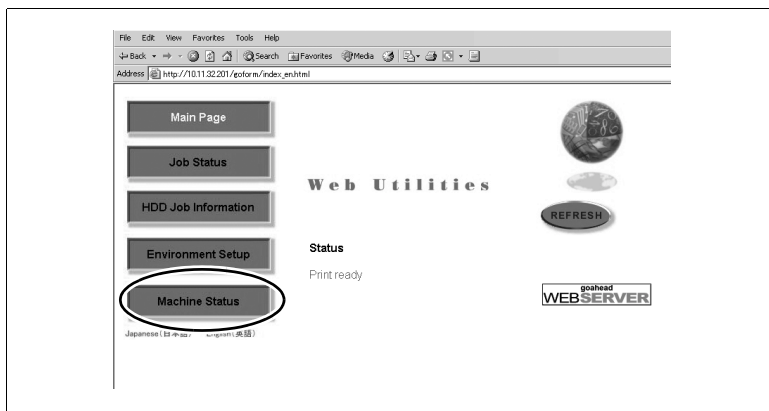 File Edit View Favorites Tools Help
Back Search Favorites Media
Address http://10.11.32.201/goform/index_en.html
Main Page
Job Status
HDD Job Information
Environment Setup
Machine Status
Japanese(日本語) English(英語)
Web Utilities
Status
Print ready
REFRESH
goahead
WEBSERVER